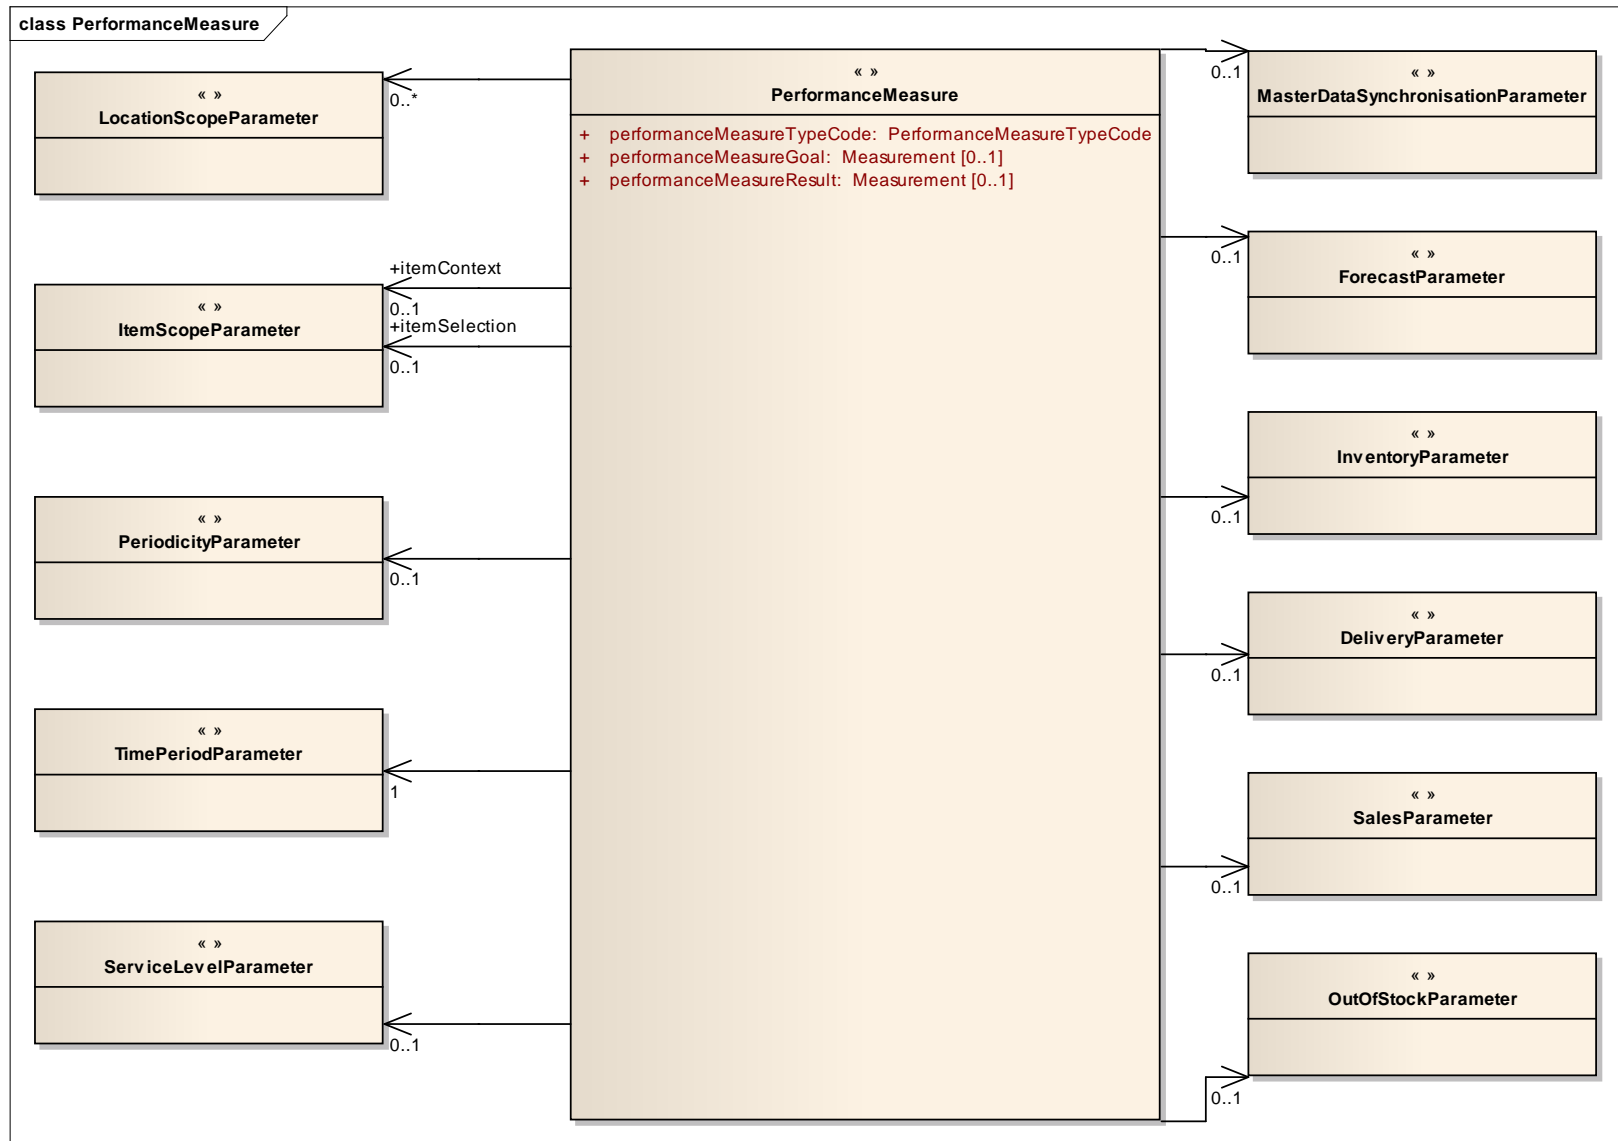 class PerformanceMeasure
« »
LocationScopeParameter
0..*
+itemContext
0..1
« »
ItemScopeParameter
+itemSelection
0..1
« »
PeriodicityParameter
0..1
« »
TimePeriodParameter
1
« »
ServiceLevelParameter
0..1
« »
PerformanceMeasure
+ performanceMeasureTypeCode: PerformanceMeasureTypeCode
+ performanceMeasureGoal: Measurement [0..1]
+ performanceMeasureResult: Measurement [0..1]
0..1
« »
MasterDataSynchronisationParameter
0..1
« »
ForecastParameter
« »
InventoryParameter
0..1
« »
DeliveryParameter
0..1
« »
SalesParameter
0..1
« »
OutOfStockParameter
0..1